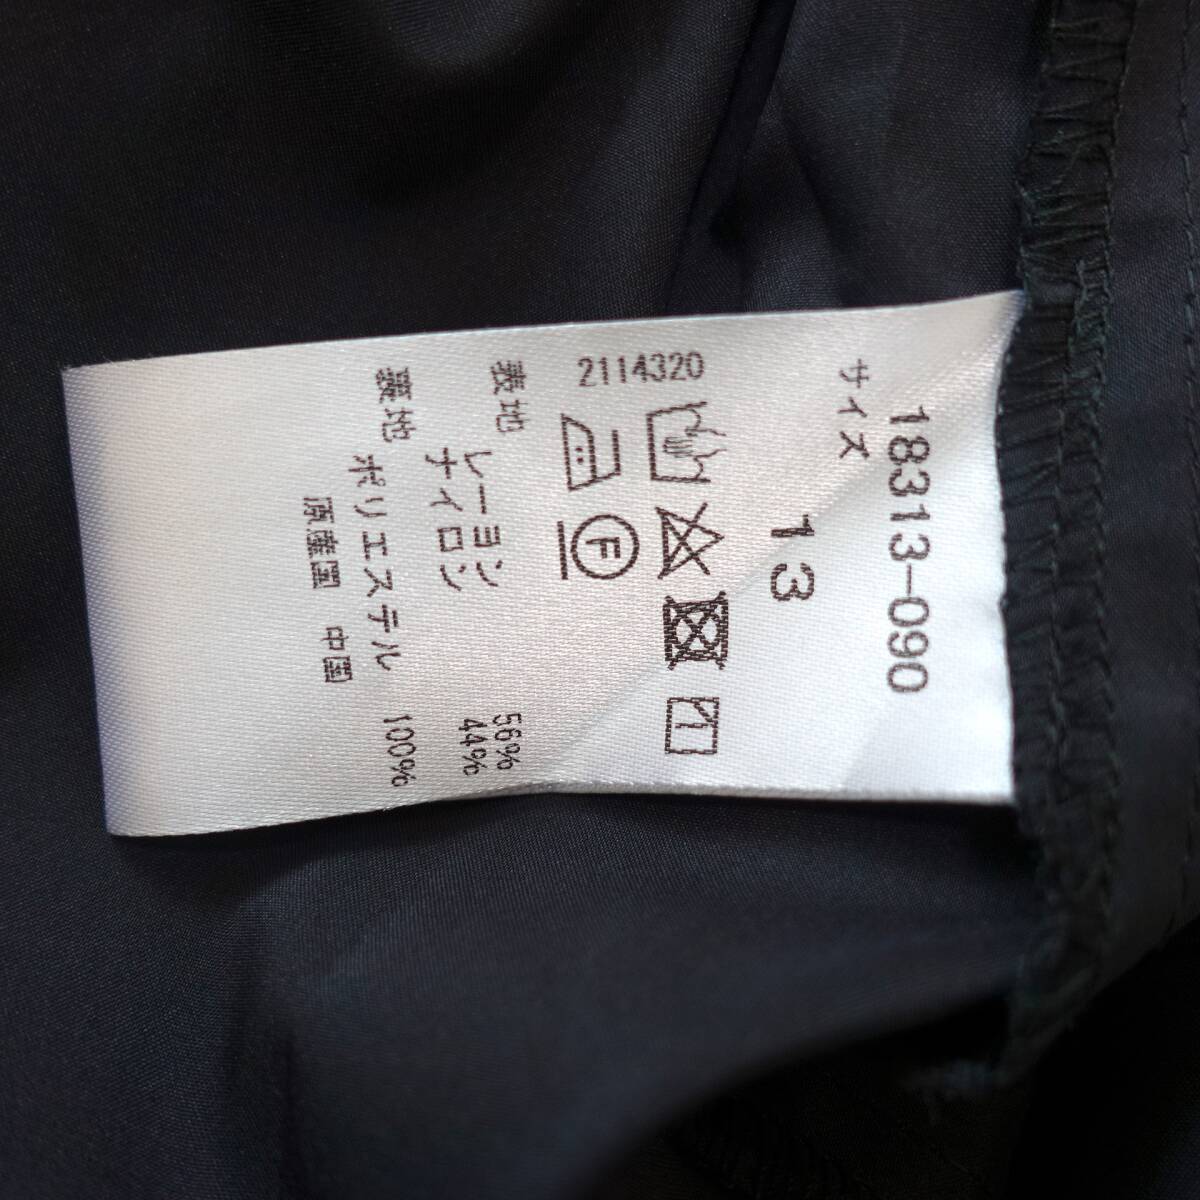 18313-090
サイズ
13
2114320
F
表地 レーヨン 56%
ナイロン 44%
裏地 ポリエステル 100%
原産国 中国